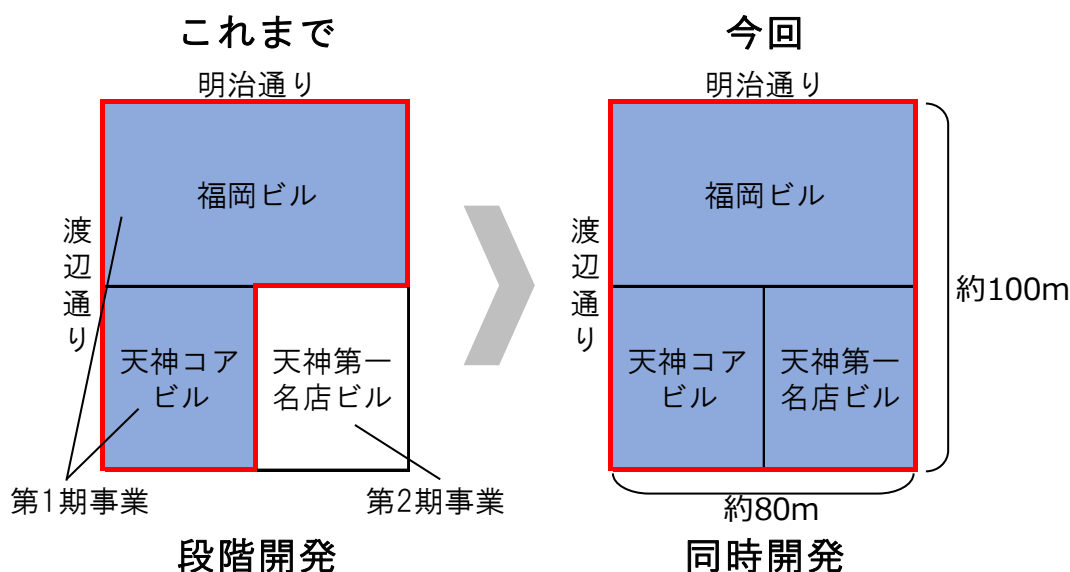 これまで
明治通り
福岡ビル
渡辺通り
天神コア
ビル
天神第一
名店ビル
第1期事業
第2期事業
段階開発
今回
明治通り
福岡ビル
渡辺通り
天神コア
ビル
天神第一
名店ビル
約100m
約80m
同時開発